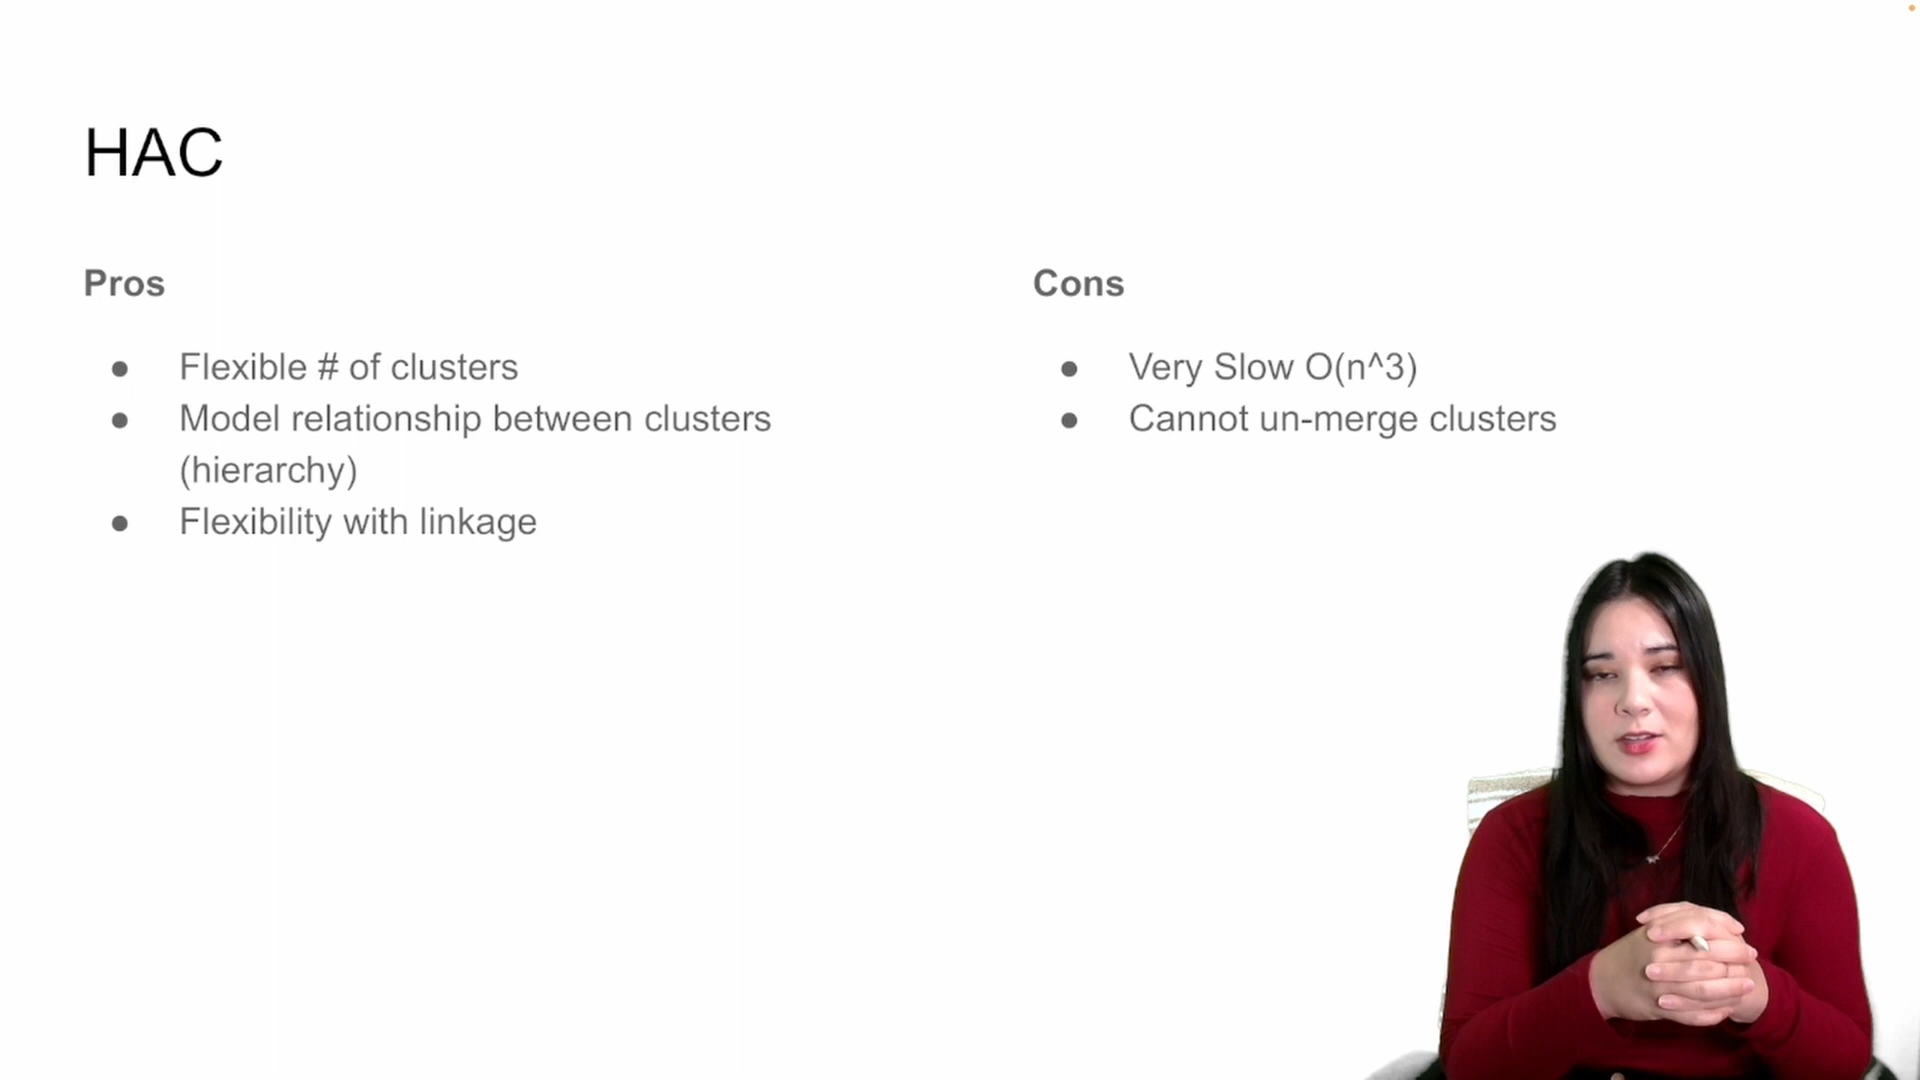 HAC
Pros
● Flexible # of clusters
● Model relationship between clusters
(hierarchy)
● Flexibility with linkage
Cons
● Very Slow O(n^3)
● Cannot un-merge clusters